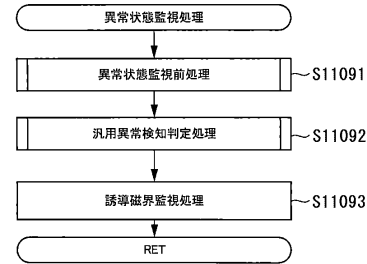 異常状態監視処理
異常状態監視前処理
S11091
汎用異常検知判定処理
S11092
誘導磁界監視処理
S11093
RET